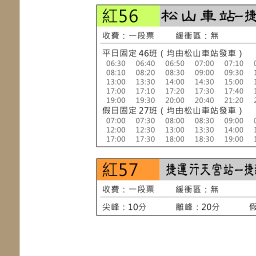 紅56 松山車站─捷
收費：一段票 緩衝區：無
平日固定46班（均由松山車站發車）
06:30 06:40 06:50 07:00 07:10
08:10 08:20 08:30 09:00 09:30
13:00 13:30 14:00 14:30 15:00
17:00 17:10 17:20 17:30 17:40
19:00 19:30 20:00 20:40 21:20
假日固定27班（均由松山車站發車）
07:00 07:30 08:00 08:30 09:00
12:00 12:30 13:00 13:30 14:00
17:00 17:30 18:00 18:30 19:00
紅57 捷運行天宮站─捷
收費：一段票 緩衝區：無
尖峰：10分 離峰：20分